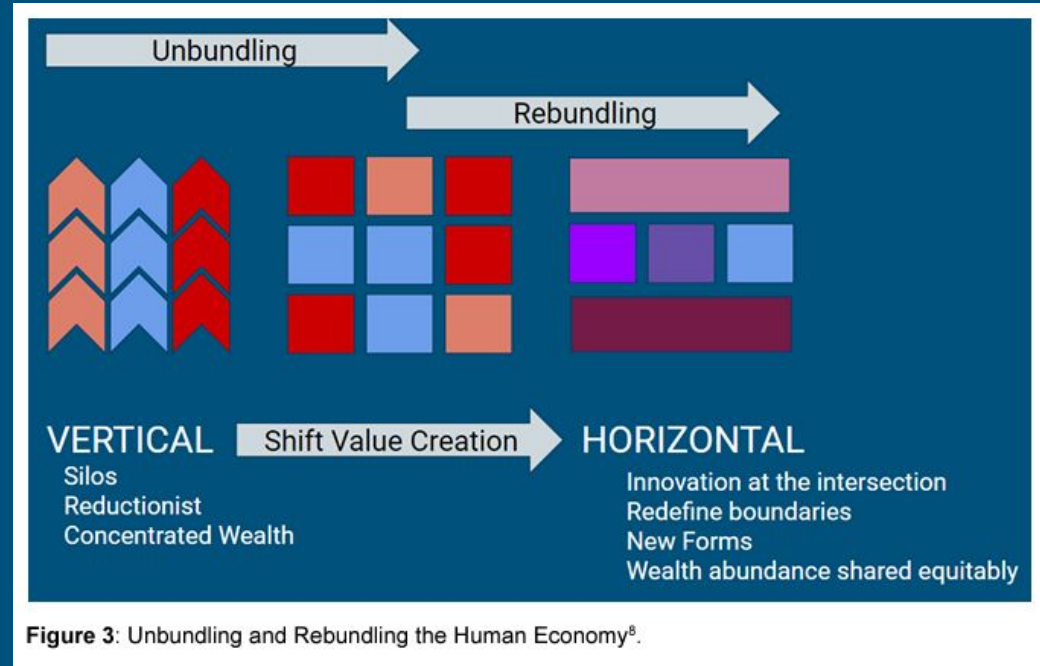 Unbundling
Rebundling
VERTICAL
Silos
Reductionist
Concentrated Wealth
Shift Value Creation
HORIZONTAL
Innovation at the intersection
Redefine boundaries
New Forms
Wealth abundance shared equitably
Figure 3: Unbundling and Rebundling the Human Economy⁸.